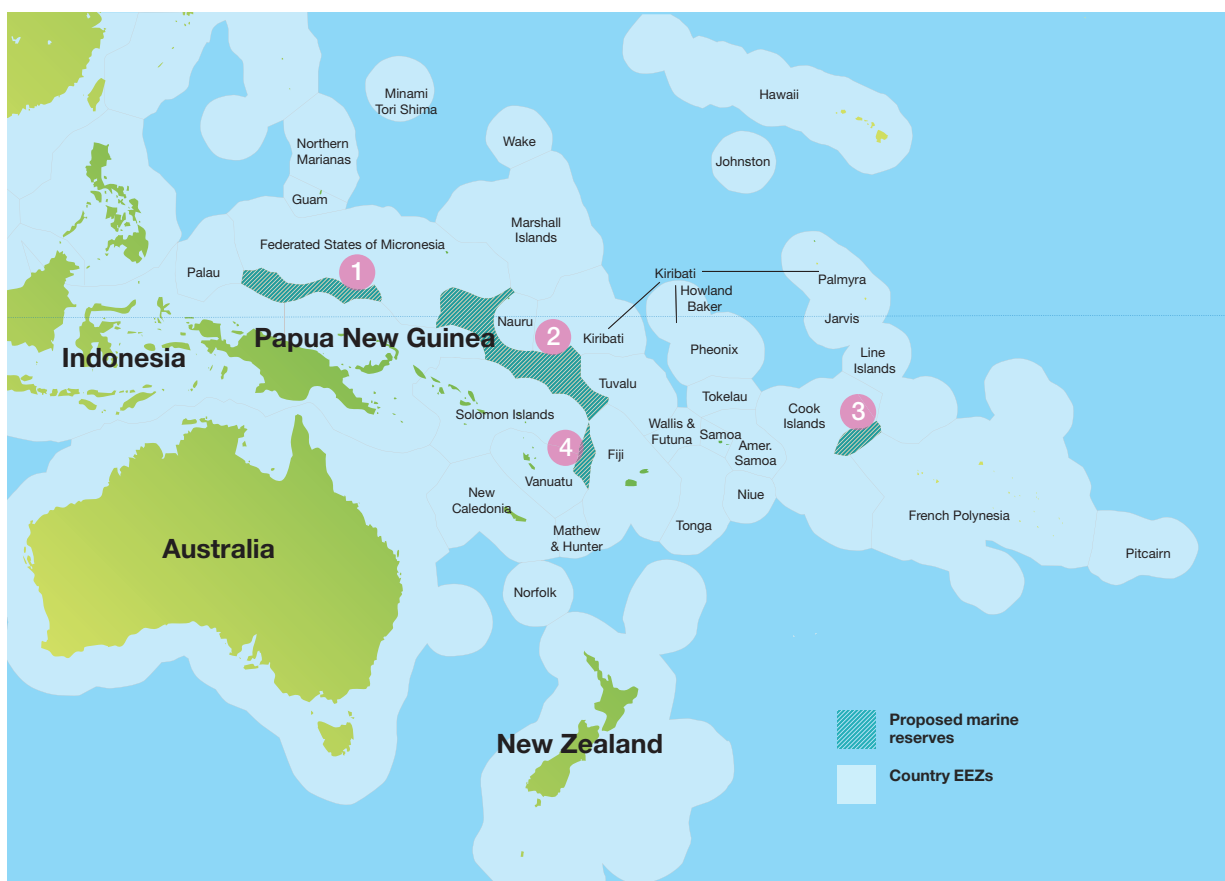 Minami
Tori Shima
Hawaii
Wake
Northern
Marianas
Johnston
Guam
Marshall
Islands
Federated States of Micronesia
1
Palau
Kiribati
Palmyra
Howland
Baker
Nauru
2
Kiribati
Jarvis
Papua New Guinea
Indonesia
Pheonix
Line
Islands
Tuvalu
Tokelau
Solomon Islands
Cook
Islands
3
Wallis &
Futuna
Samoa
Amer.
Samoa
4
Fiji
Vanuatu
New
Caledonia
Niue
French Polynesia
Mathew
& Hunter
Tonga
Australia
Pitcairn
Norfolk
New Zealand
Proposed marine
reserves
Country EEZs